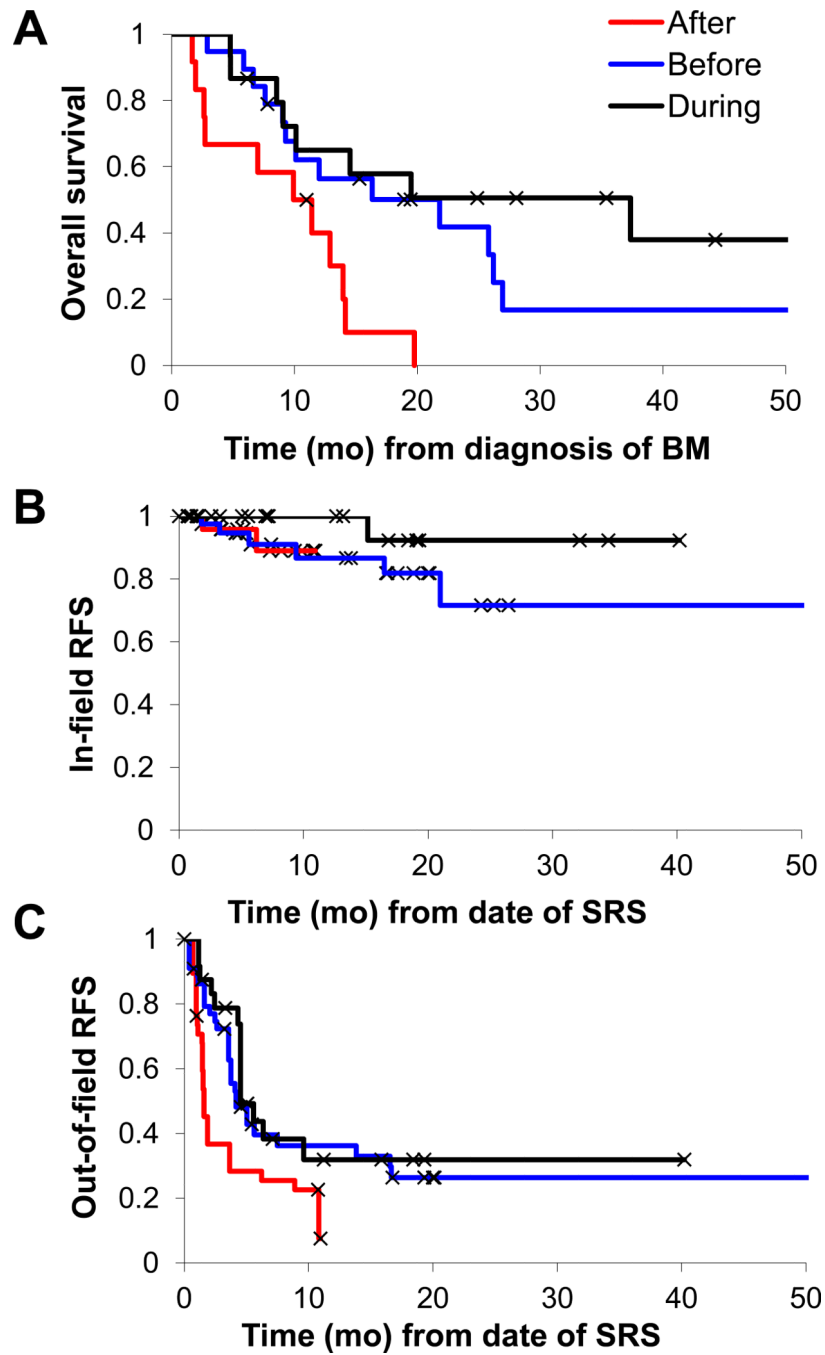 A
After
Before
During
Overall survival
1
0.8
0.6
0.4
0.2
0
0 10 20 30 40 50
Time (mo) from diagnosis of BM
B
In-field RFS
1
0.8
0.6
0.4
0.2
0
0 10 20 30 40 50
Time (mo) from date of SRS
C
Out-of-field RFS
1
0.8
0.6
0.4
0.2
0
0 10 20 30 40 50
Time (mo) from date of SRS